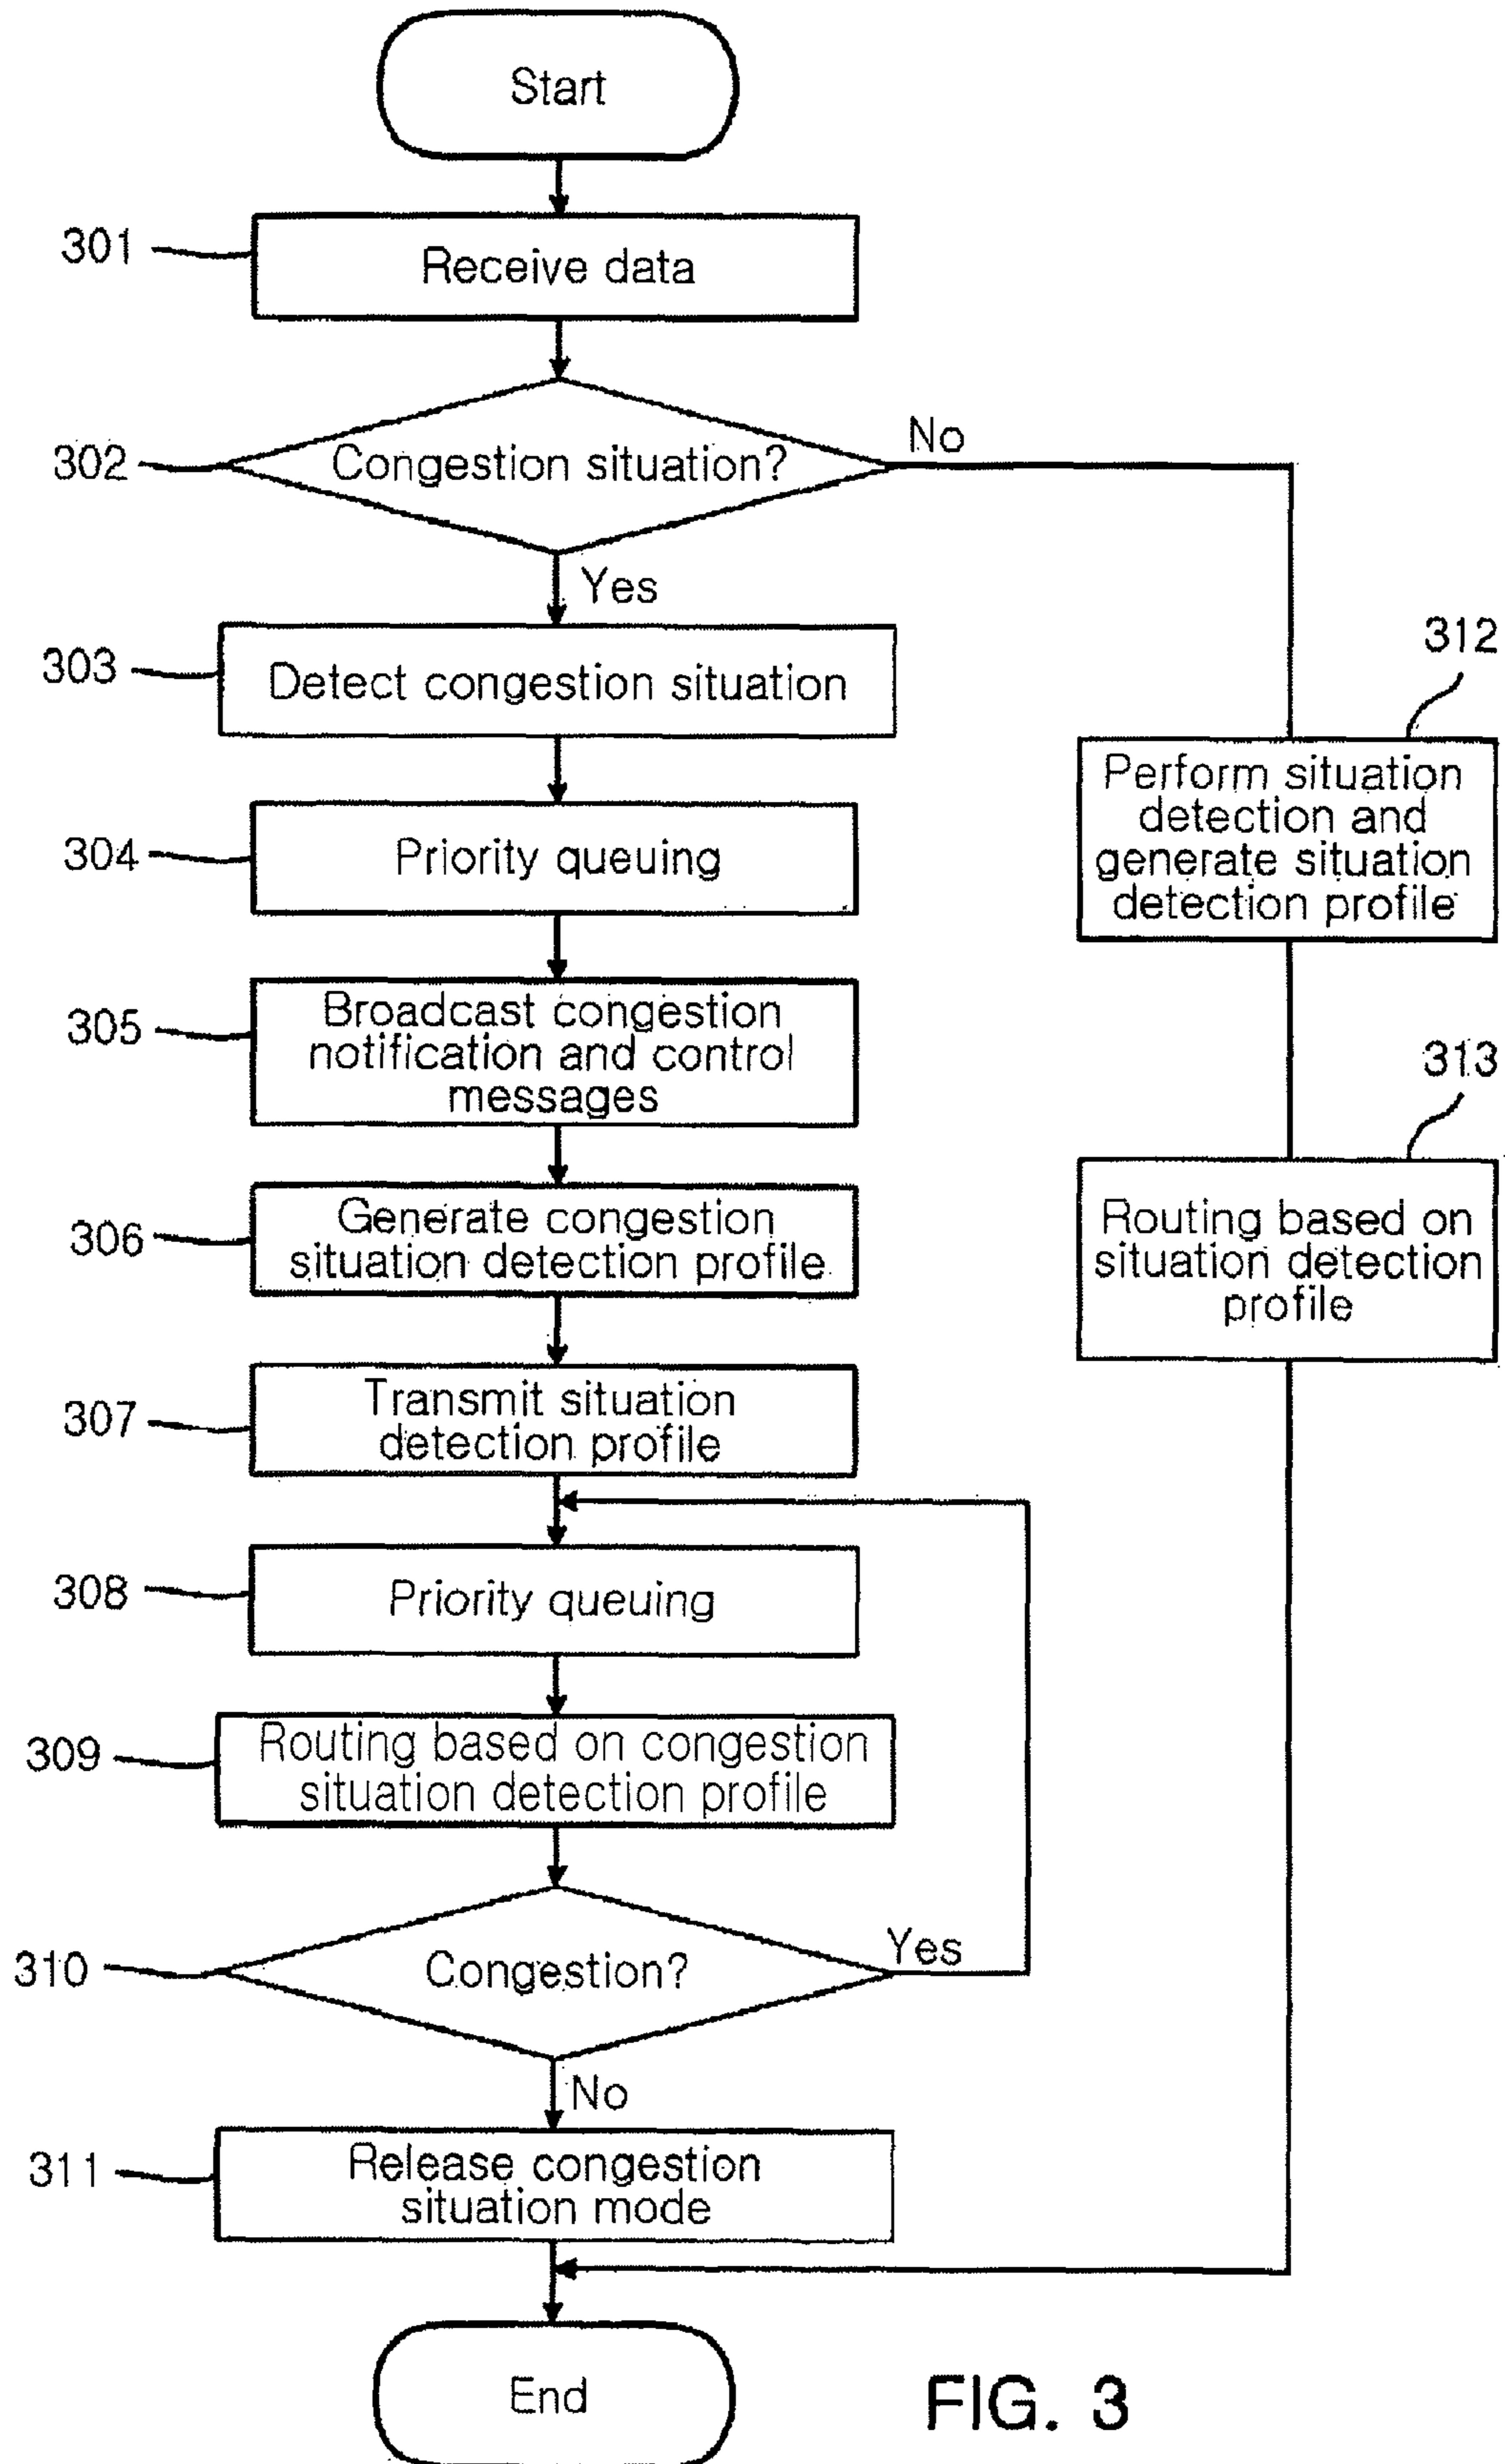 Start
301
Receive data
302
Congestion situation?
No
Yes
303
Detect congestion situation
312
Perform situation
detection and
generate situation
detection profile
304
Priority queuing
305
Broadcast congestion
notification and control
messages
313
Routing based on
situation detection
profile
306
Generate congestion
situation detection profile
307
Transmit situation
detection profile
308
Priority queuing
309
Routing based on congestion
situation detection profile
310
Congestion?
Yes
No
311
Release congestion
situation mode
End
FIG. 3